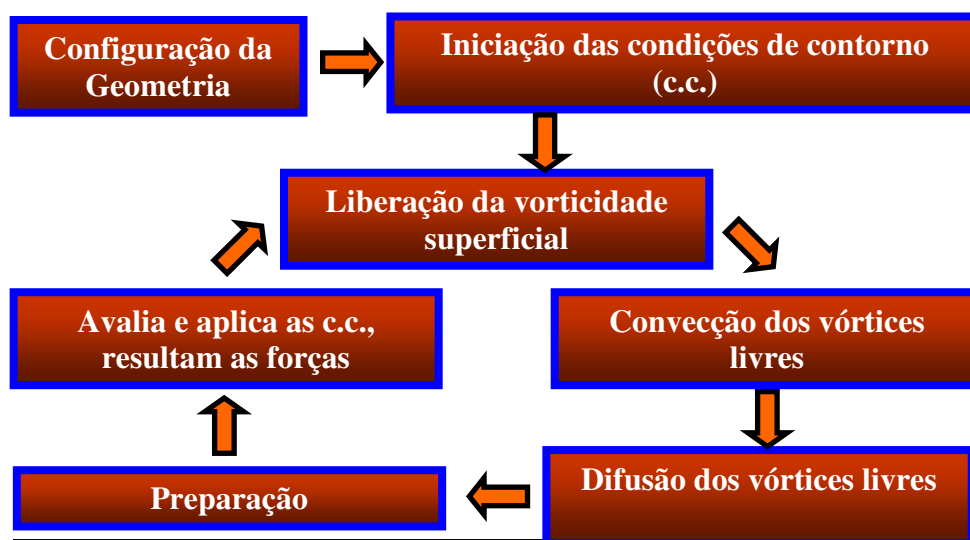 Configuração da
Geometria
Iniciação das condições de contorno
(c.c.)
Liberação da vorticidade
superficial
Avalia e aplica as c.c.,
resultam as forças
Convecção dos vórtices
livres
Preparação
Difusão dos vórtices livres